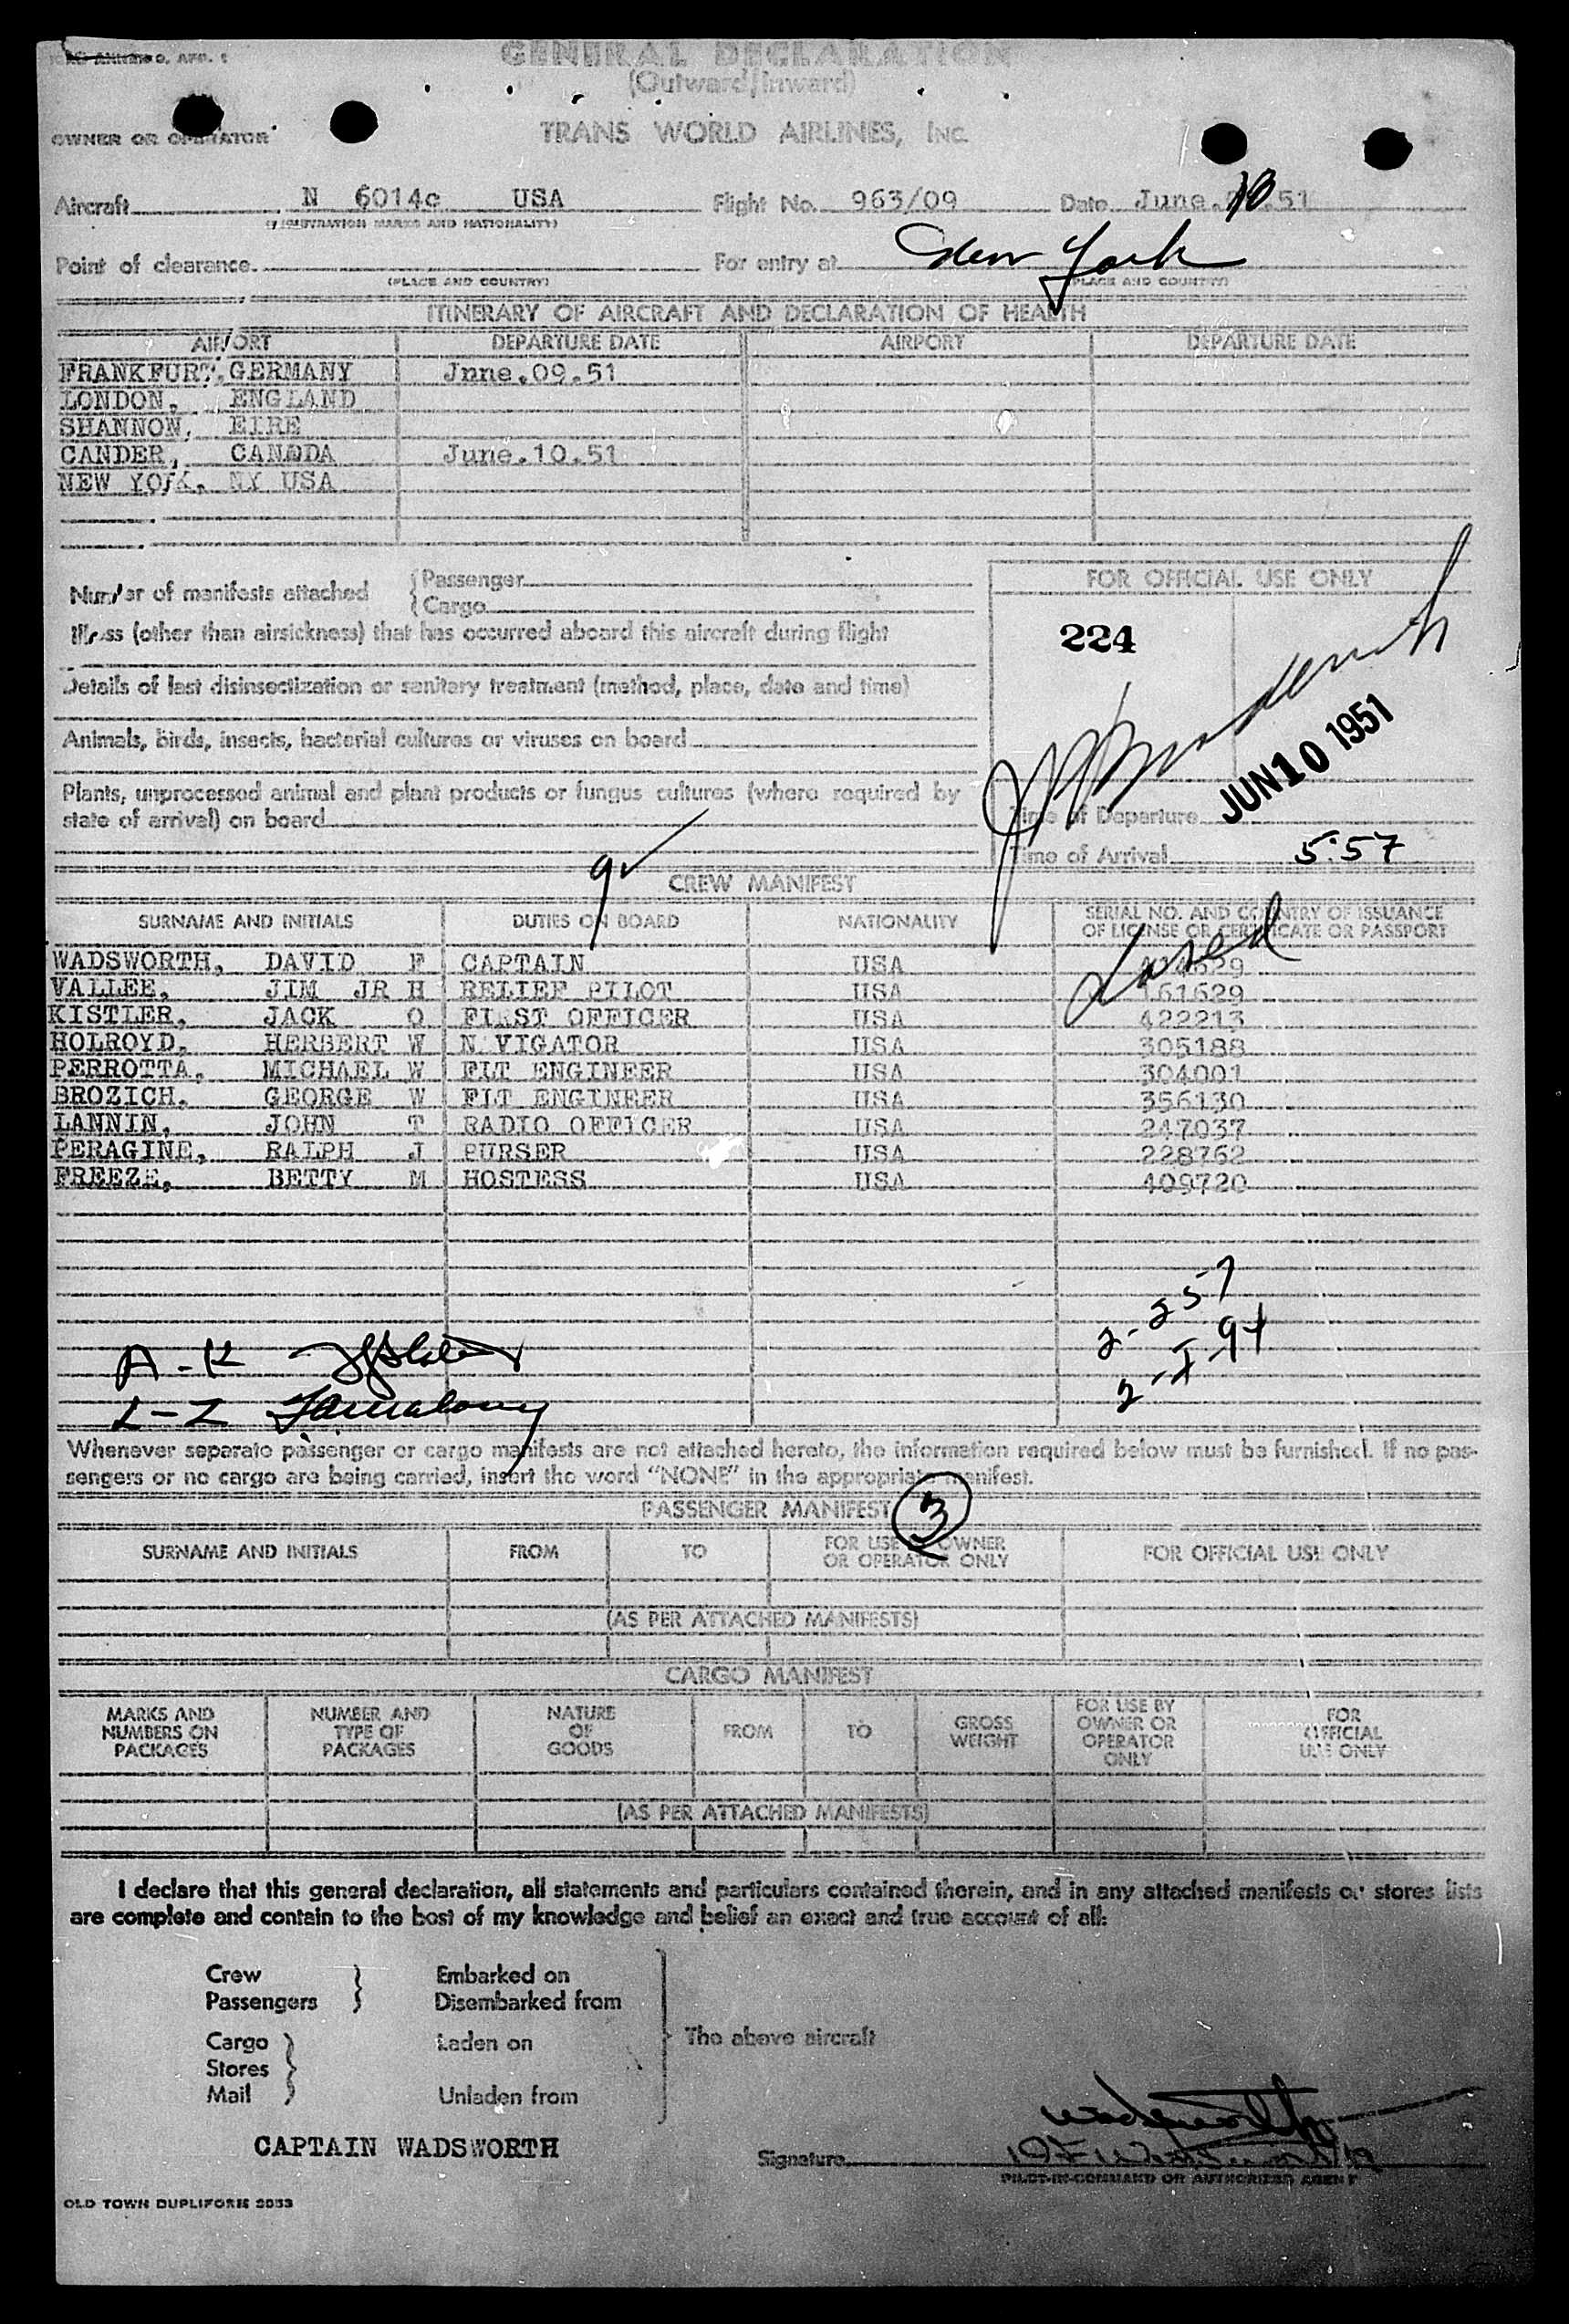 GENERAL DECLARATION
(Outward/Inward)
OWNER OR OPERATOR TRANS WORLD AIRLINES, INC.
Aircraft N 6014c USA Flight No. 963/09 Date June. 10.51
(REGISTRATION MARKS AND NATIONALITY)
Point of clearance For entry at New York
(PLACE AND COUNTRY) (PLACE AND COUNTRY)
ITINERARY OF AIRCRAFT AND DECLARATION OF HEALTH
AIRPORT DEPARTURE DATE AIRPORT DEPARTURE DATE
FRANKFURT. GERMANY Jnne.09.51
LONDON, ENGLAND
SHANNON, EIRE
CANDER, CANADA June.10.51
NEW YORK, NY USA
Number of manifests attached { Passenger
{ Cargo
FOR OFFICIAL USE ONLY
224
Illness (other than airsickness) that has occurred aboard this aircraft during flight
Details of last disinsectization or sanitary treatment (method, place, date and time)
JUN 10 1951
Animals, birds, insects, bacterial cultures or viruses on board
Plants, unprocessed animal and plant products or fungus cultures (where required by
state of arrival) on board
Time of Departure
Time of Arrival 5:57
9
CREW MANIFEST
SURNAME AND INITIALS DUTIES ON BOARD NATIONALITY SERIAL NO. AND COUNTRY OF ISSUANCE
OF LICENSE OR CERTIFICATE OR PASSPORT
WADSWORTH, DAVID F CAPTAIN USA
VALLEE, JIM JR H RELIEF PILOT USA 161629
KISTLER, JACK O FIRST OFFICER USA 422213
HOLROYD, HERBERT W NAVIGATOR USA 305188
PERROTTA, MICHAEL W FLT ENGINEER USA 304001
BROZICH, GEORGE W FLT ENGINEER USA 356130
LANNIN, JOHN T RADIO OFFICER USA 247037
PERAGINE, RALPH J PURSER USA 228762
FREEZE, BETTY M HOSTESS USA 409720
2-257
A-K
L-Z
Whenever separate passenger or cargo manifests are not attached hereto, the information required below must be furnished. If no pas-
sengers or no cargo are being carried, insert the word "NONE" in the appropriate manifest.
PASSENGER MANIFEST 3
SURNAME AND INITIALS FROM TO FOR USE BY OWNER OR OPERATOR ONLY FOR OFFICIAL USE ONLY
(AS PER ATTACHED MANIFESTS)
CARGO MANIFEST
MARKS AND NUMBERS ON PACKAGES NUMBER AND TYPE OF PACKAGES NATURE OF GOODS FROM TO GROSS WEIGHT FOR USE BY OWNER OR OPERATOR ONLY FOR OFFICIAL USE ONLY
(AS PER ATTACHED MANIFESTS)
I declare that this general declaration, all statements and particulars contained therein, and in any attached manifests or stores lists
are complete and contain to the best of my knowledge and belief an exact and true account of all:
Crew Embarked on
Passengers Disembarked from
Cargo Laden on The above aircraft
Stores
Mail Unladen from
CAPTAIN WADSWORTH
Signature
PILOT-IN-COMMAND OR AUTHORIZED AGENT
OLD TOWN DUPLIFORM 2053